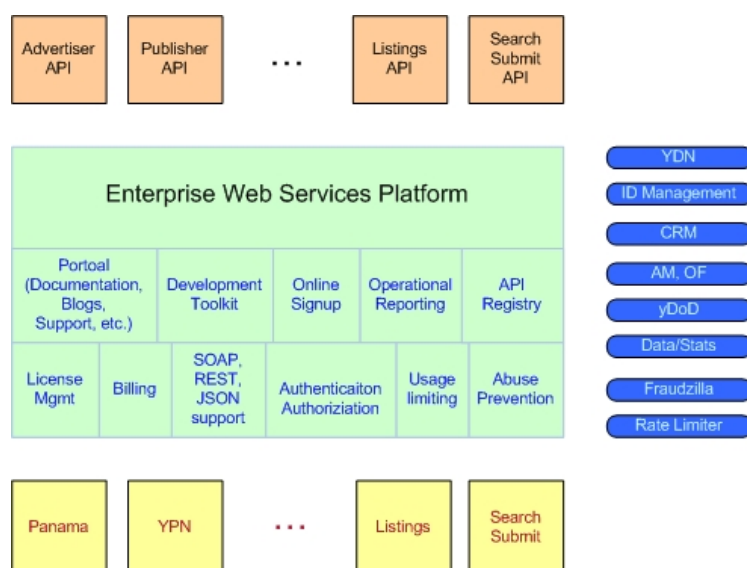 Advertiser
API
Publisher
API
...
Listings
API
Search
Submit
API
Enterprise Web Services Platform
Portoal
(Documentation,
Blogs,
Support, etc.)
Development
Toolkit
Online
Signup
Operational
Reporting
API
Registry
License
Mgmt
Billing
SOAP,
REST,
JSON
support
Authenticaiton
Authoriziation
Usage
limiting
Abuse
Prevention
YDN
ID Management
CRM
AM, OF
yDoD
Data/Stats
Fraudzilla
Rate Limiter
Panama
YPN
...
Listings
Search
Submit